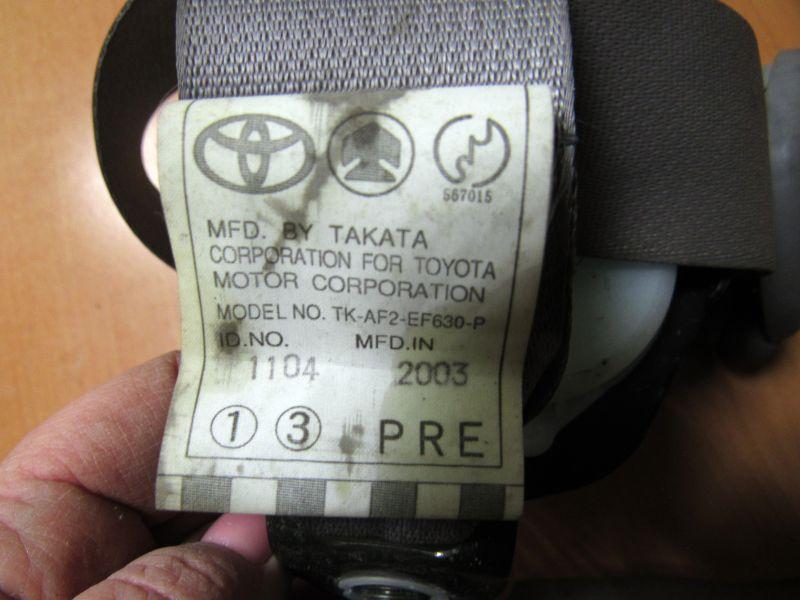 567015
MFD. BY TAKATA
CORPORATION FOR TOYOTA
MOTOR CORPORATION
MODEL NO. TK-AF2-EF630-P
ID.NO. MFD.IN
1104 2003
① ③ PRE